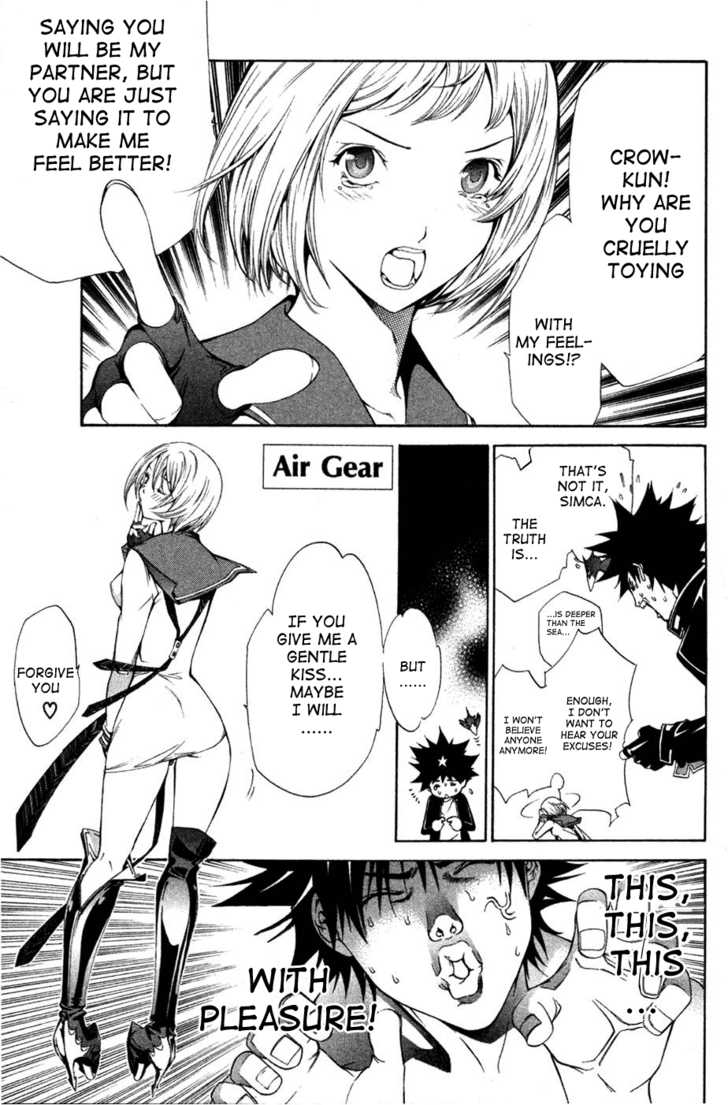 CROW-
KUN!
WHY ARE
YOU
CRUELLY
TOYING
WITH
MY FEEL-
INGS!?
SAYING YOU
WILL BE MY
PARTNER, BUT
YOU ARE JUST
SAYING IT TO
MAKE ME
FEEL BETTER!
THAT'S
NOT IT,
SIMCA.
THE
TRUTH
IS...
...IS DEEPER
THAN THE
SEA...
ENOUGH,
I DON'T
WANT TO
HEAR YOUR
EXCUSES!
I WON'T
BELIEVE
ANYONE
ANYMORE!
BUT
......
Air Gear
IF YOU
GIVE ME A
GENTLE
KISS...
MAYBE
I WILL
......
FORGIVE
YOU
♡
THIS,
THIS,
THIS
...
WITH
PLEASURE!